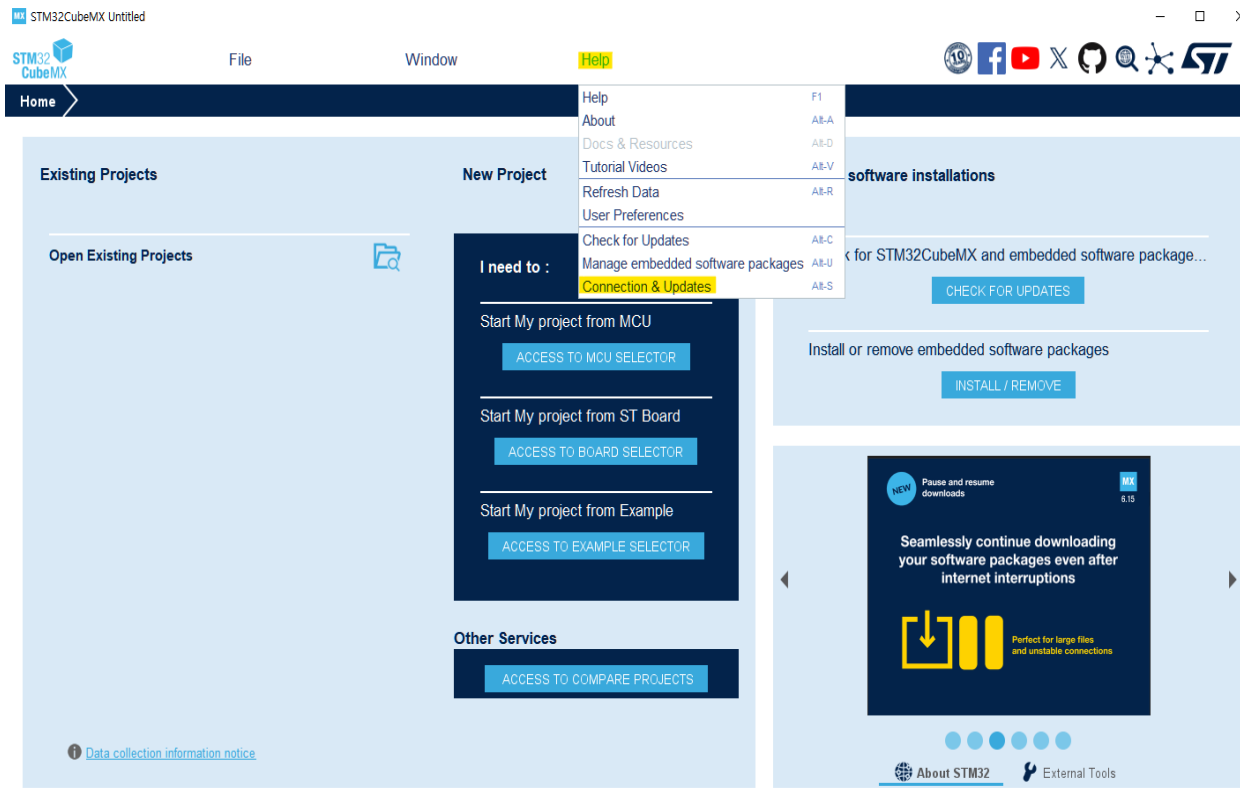 MX STM32CubeMX Untitled
STM32
CubeMX
File
Window
Help
10
Home
Help F1
About Alt-A
Docs & Resources Alt-D
Tutorial Videos Alt-V
Refresh Data Alt-R
User Preferences
Check for Updates Alt-C
Manage embedded software packages Alt-U
Connection & Updates Alt-S
Existing Projects
Open Existing Projects
Data collection information notice
New Project
I need to :
Start My project from MCU
ACCESS TO MCU SELECTOR
Start My project from ST Board
ACCESS TO BOARD SELECTOR
Start My project from Example
ACCESS TO EXAMPLE SELECTOR
Other Services
ACCESS TO COMPARE PROJECTS
software installations
k for STM32CubeMX and embedded software package...
CHECK FOR UPDATES
Install or remove embedded software packages
INSTALL / REMOVE
NEW
Pause and resume
downloads
MX
6.15
Seamlessly continue downloading
your software packages even after
internet interruptions
Perfect for large files
and unstable connections
About STM32
External Tools